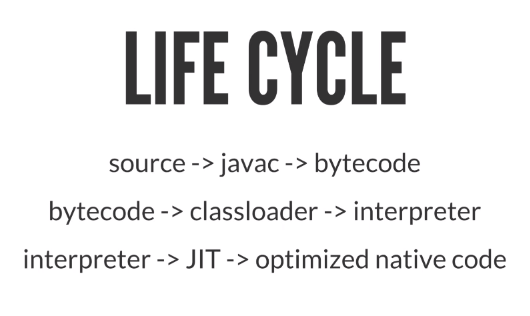 LIFE CYCLE
source -> javac -> bytecode
bytecode -> classloader -> interpreter
interpreter -> JIT -> optimized native code